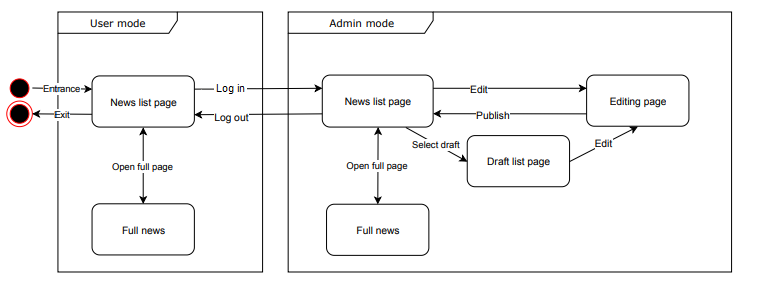 User mode
Admin mode
Entrance
News list page
Log in
News list page
Edit
Editing page
Exit
Log out
Publish
Select draft
Edit
Open full page
Open full page
Draft list page
Full news
Full news